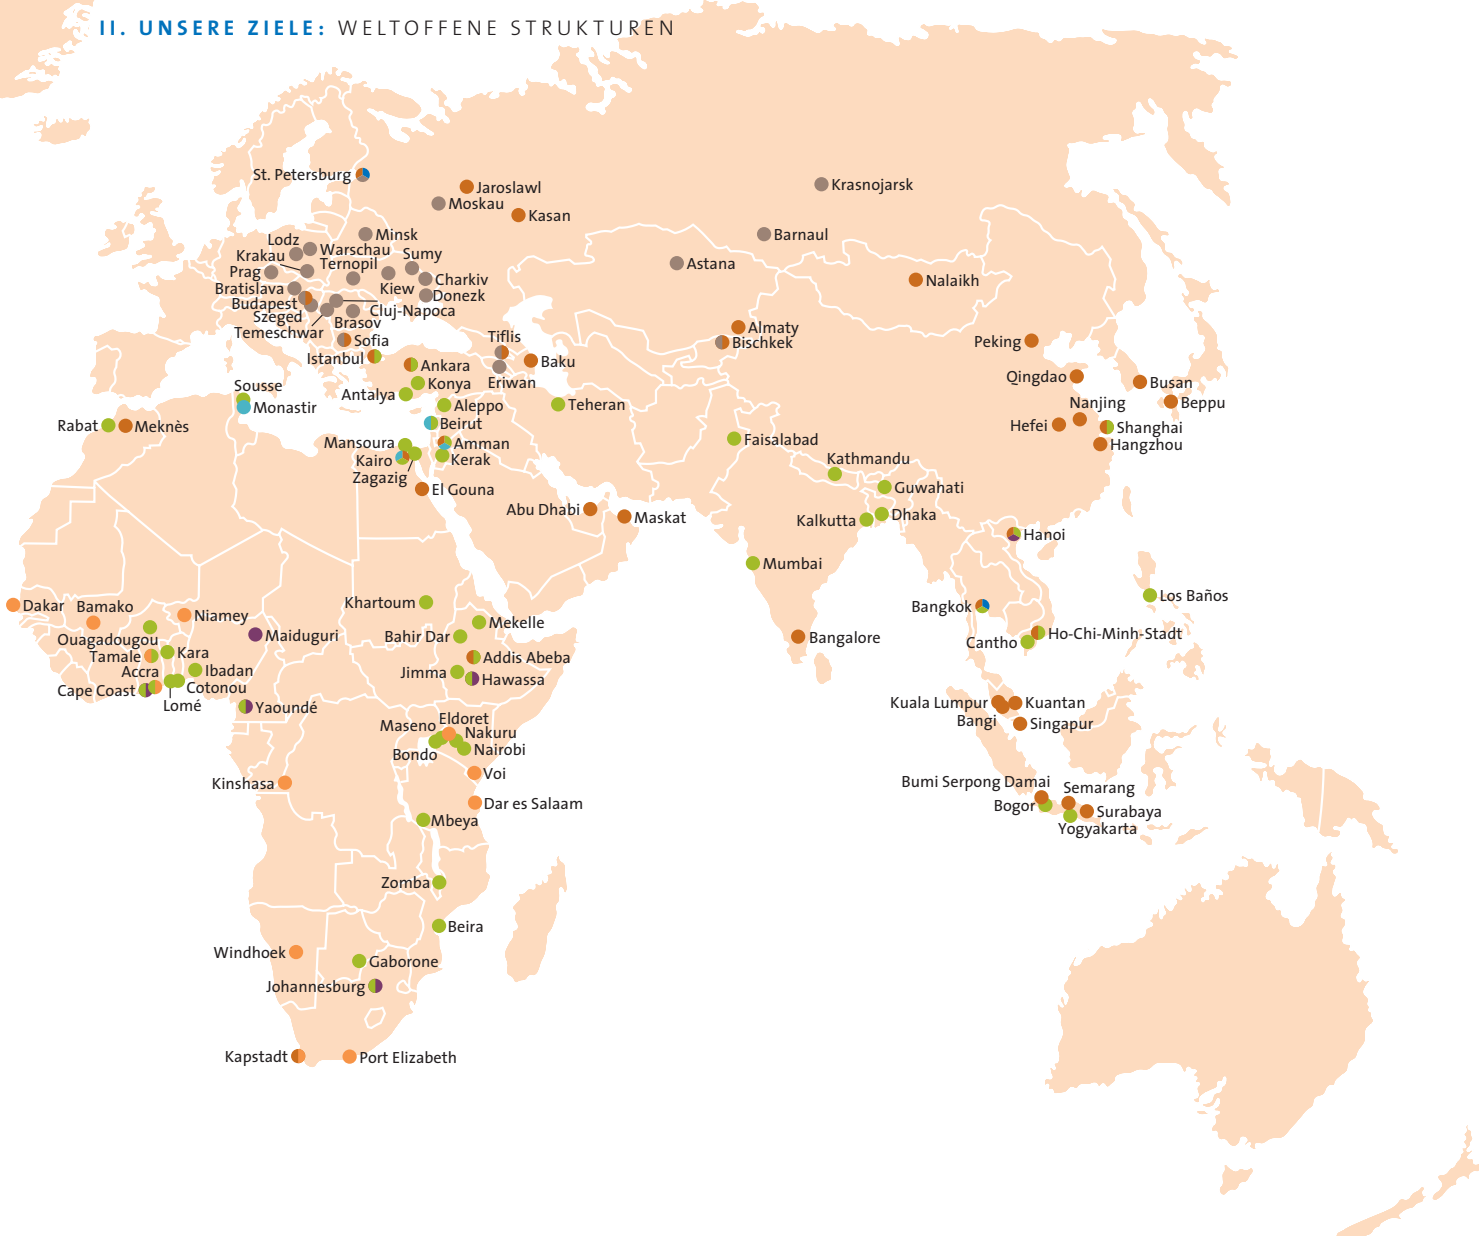 II. UNSERE ZIELE: WELTOFFENE STRUKTUREN
St. Petersburg
Jaroslawl
Moskau
Kasan
Krasnojarsk
Barnaul
Astana
Nalaikh
Minsk
Lodz
Warschau
Krakau
Ternopil
Sumy
Prag
Charkiv
Kiew
Bratislava
Donezk
Budapest
Cluj-Napoca
Szeged
Brasov
Temeschwar
Sofia
Istanbul
Tiflis
Almaty
Bischkek
Peking
Ankara
Baku
Eriwan
Konya
Antalya
Qingdao
Busan
Beppu
Nanjing
Hefei
Shanghai
Hangzhou
Sousse
Monastir
Aleppo
Teheran
Rabat
Meknès
Beirut
Mansoura
Amman
Kairo
Kerak
Zagazig
El Gouna
Faisalabad
Kathmandu
Guwahati
Abu Dhabi
Maskat
Kalkutta
Dhaka
Hanoi
Mumbai
Los Baños
Bangkok
Bangalore
Ho-Chi-Minh-Stadt
Cantho
Dakar
Bamako
Niamey
Khartoum
Ouagadougou
Maiduguri
Mekelle
Bahir Dar
Tamale
Kara
Addis Abeba
Accra
Ibadan
Jimma
Hawassa
Cape Coast
Cotonou
Lomé
Yaoundé
Kuala Lumpur
Kuantan
Bangi
Singapur
Eldoret
Maseno
Nakuru
Bondo
Nairobi
Voi
Kinshasa
Dar es Salaam
Bumi Serpong Damai
Semarang
Bogor
Surabaya
Yogyakarta
Mbeya
Zomba
Beira
Windhoek
Gaborone
Johannesburg
Kapstadt
Port Elizabeth